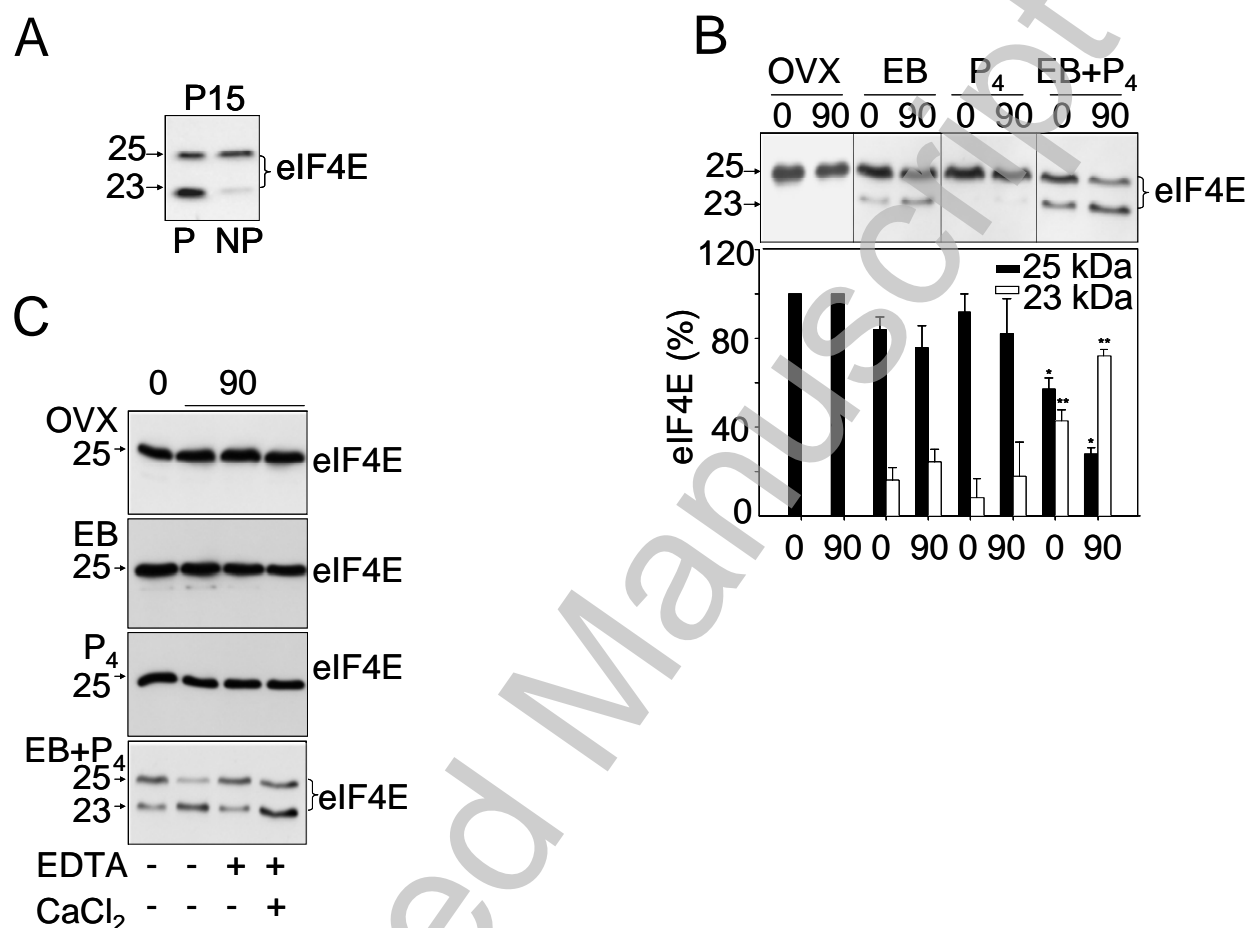 A
P15
25
23
eIF4E
P NP
B
OVX EB P4 EB+P4
0 90 0 90 0 90 0 90
25
23
eIF4E
120
80
40
0
eIF4E (%)
25 kDa
23 kDa
*
**
*
**
0 90 0 90 0 90 0 90
C
0 90
OVX
25
eIF4E
EB
25
eIF4E
P4
25
eIF4E
EB+P4
25
23
eIF4E
EDTA - - + +
CaCl2 - - - +
ed Manuscript